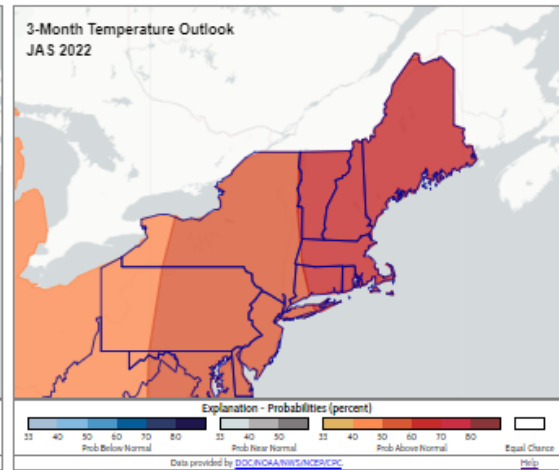 3-Month Temperature Outlook
JAS 2022
Explanation - Probabilities (percent)
33 40 50 60 70 80 33 40 50 33 40 50 60 70 80
Prob Below Normal Prob Near Normal Prob Above Normal Equal Chance
Data provided by DOC/NOAA/NWS/NCEP/CPC. Help